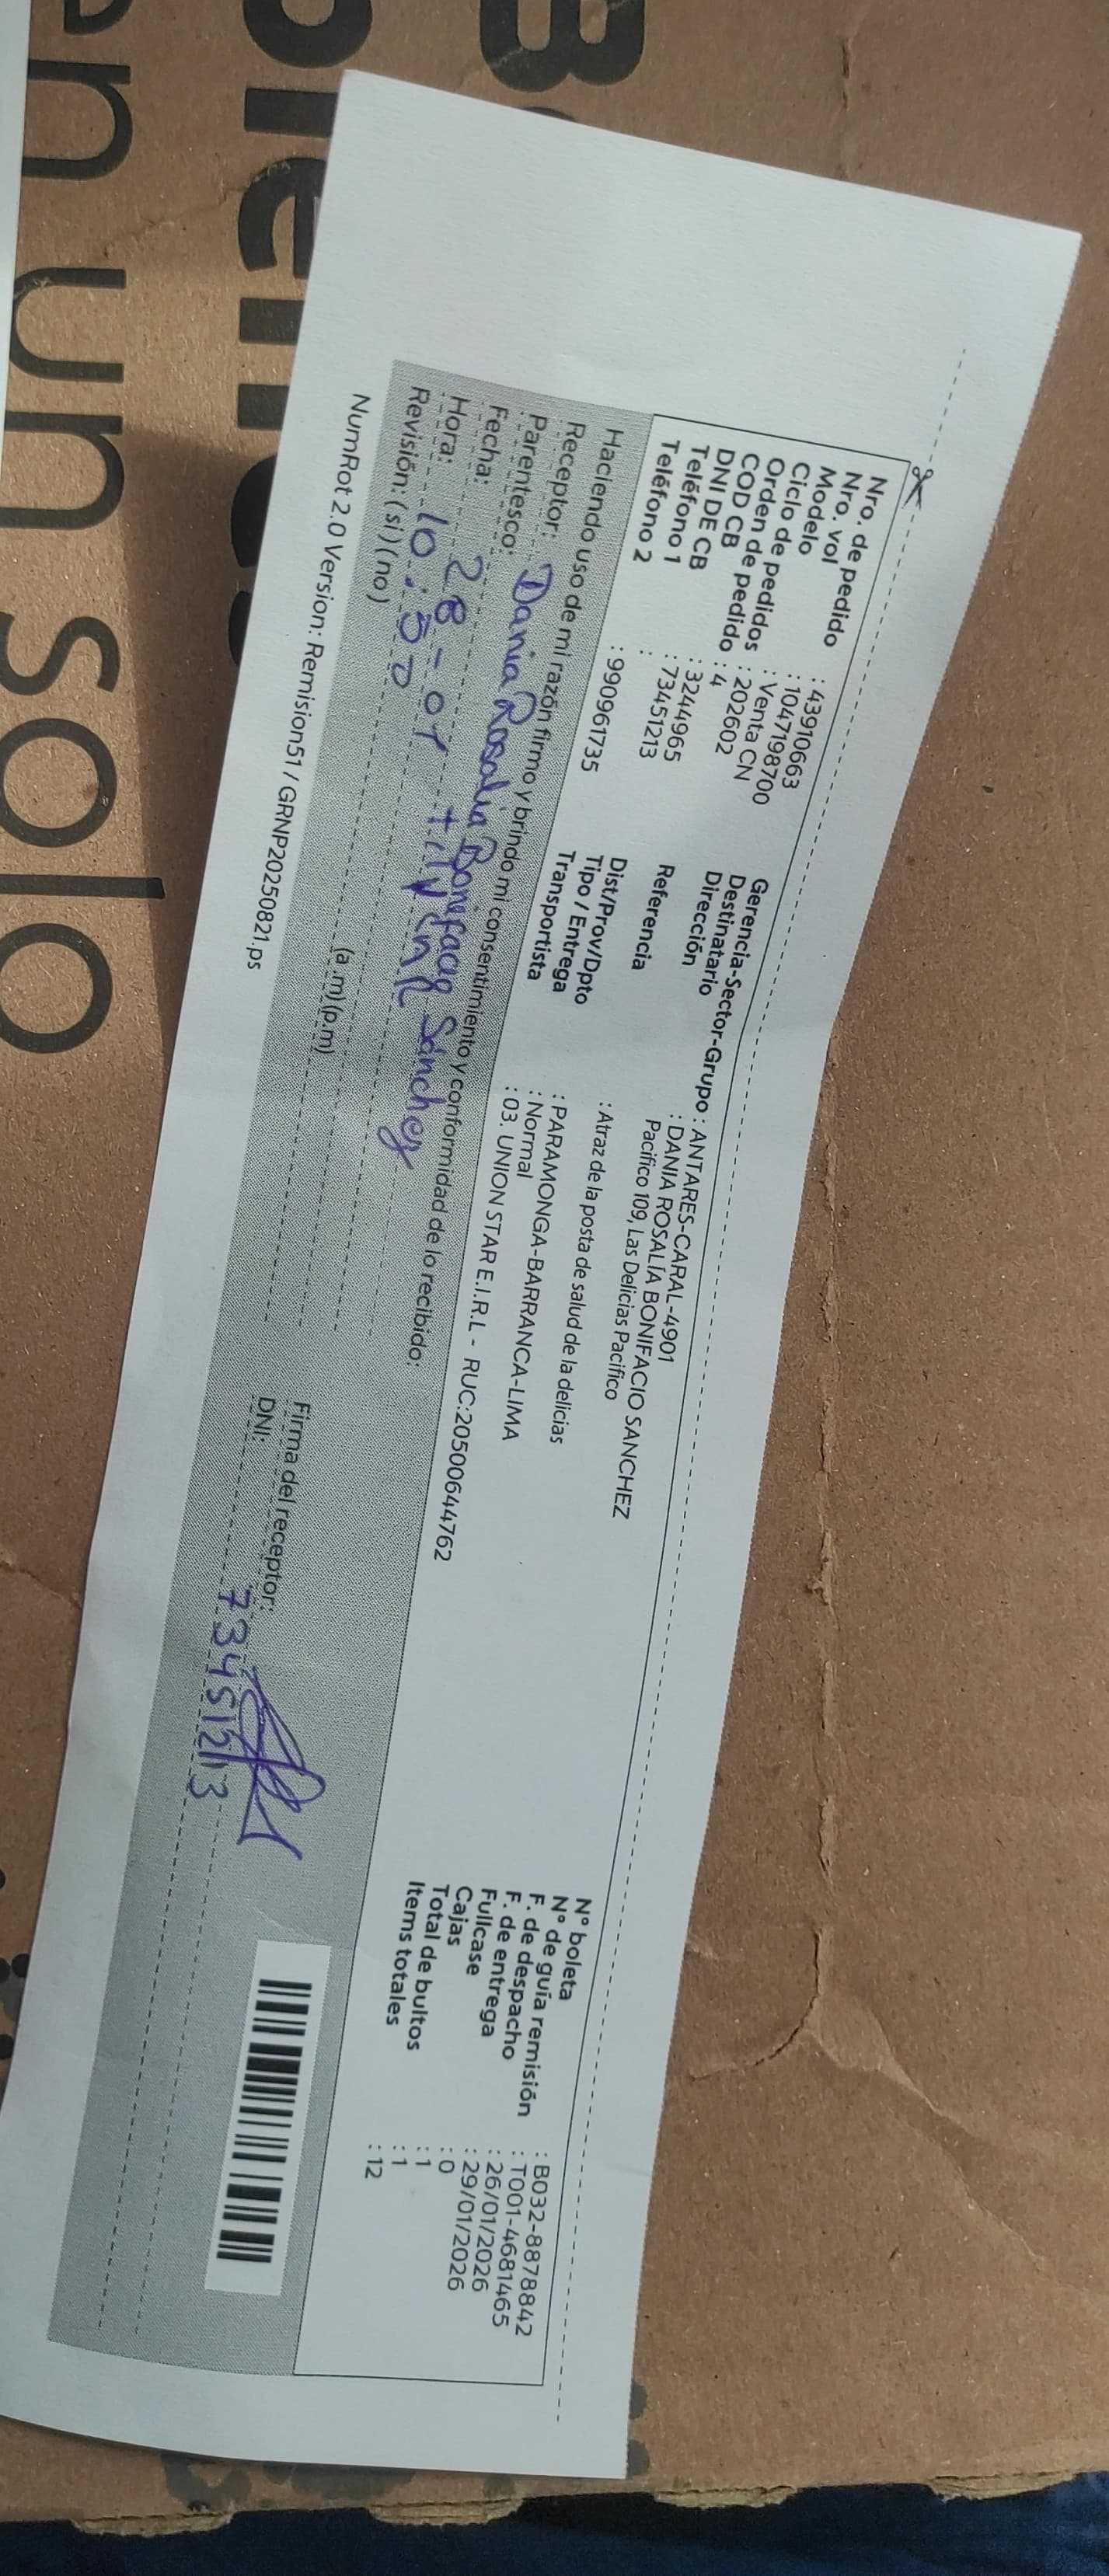 en un solo
Nro. de pedido : 43910663
Nro. vol : 1047198700
Modelo : Venta CN
Ciclo de pedidos : 202602
Orden de pedido : 4
COD CB : 3244965
DNI DE CB : 73451213
Teléfono 1 :
Teléfono 2 : 990961735
Gerencia-Sector-Grupo : ANTARES-CARAL-4901
Destinatario : DANIA ROSALÍA BONIFACIO SANCHEZ
Dirección Pacifico 109, Las Delicias Pacifico
Referencia : Atraz de la posta de salud de la delicias
Dist/Prov/Dpto : PARAMONGA-BARRANCA-LIMA
Tipo / Entrega : Normal
Transportista : 03. UNION STAR E.I.R.L - RUC:20500644762
N° boleta : B032-8878842
N° de guía remisión : T001-4681465
F. de despacho : 26/01/2026
F. de entrega : 29/01/2026
Fullcase : 0
Cajas : 1
Total de bultos : 1
Items totales : 12
Haciendo uso de mi razón firmo y brindo mi consentimiento y conformidad de lo recibido:
Receptor: Dania Rosalia Bonifacio Sánchez
Parentesco:
Fecha: 28-01
Hora: 10:50 (a.m) (p.m)
Revisión: (si) (no)
Firma del receptor:
DNI: 73451213
NumRot 2.0 Version: Remision51 / GRNP20250821.ps